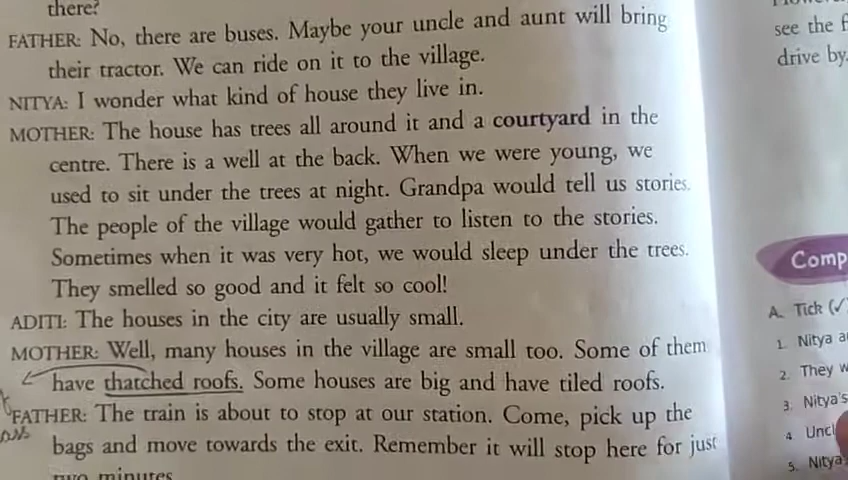 there?
FATHER: No, there are buses. Maybe your uncle and aunt will bring
their tractor. We can ride on it to the village.
NITYA: I wonder what kind of house they live in.
MOTHER: The house has trees all around it and a courtyard in the
centre. There is a well at the back. When we were young, we
used to sit under the trees at night. Grandpa would tell us stories.
The people of the village would gather to listen to the stories.
Sometimes when it was very hot, we would sleep under the trees.
They smelled so good and it felt so cool!
ADITI: The houses in the city are usually small.
MOTHER: Well, many houses in the village are small too. Some of them
have thatched roofs. Some houses are big and have tiled roofs.
FATHER: The train is about to stop at our station. Come, pick up the
bags and move towards the exit. Remember it will stop here for just
two minutes
see the
drive by.
Comp
A. Tick (✓
1. Nitya
2. They
3. Nitya's
4. Uncl
5. Nitya